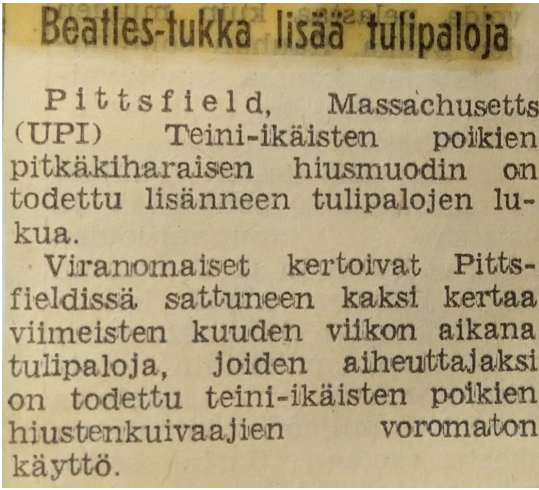 Beatles-tukka lisää tulipaloja
Pittsfield, Massachusetts
(UPI) Teini-ikäisten poikien
pitkäkiharaisen hiusmuodin on
todettu lisänneen tulipalojen lu-
kua.
Viranomaiset kertoivat Pitts-
fieldissä sattuneen kaksi kertaa
viimeisten kuuden viikon aikana
tulipaloja, joiden aiheuttajaksi
on todettu teini-ikäisten poikien
hiustenkuivaajien voromaton
käyttö.